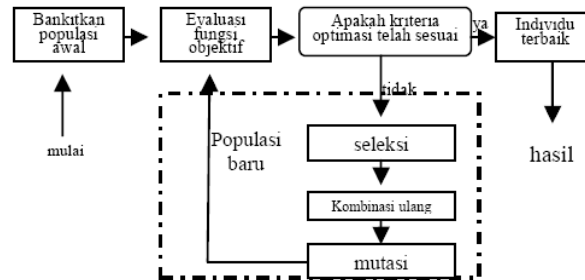 Bankitkan
populasi
awal
Evaluasi
fungsi
objektif
Apakah kriteria
optimasi telah sesuai
ya
Individu
terbaik
tidak
mulai
Populasi
baru
seleksi
hasil
Kombinasi ulang
mutasi